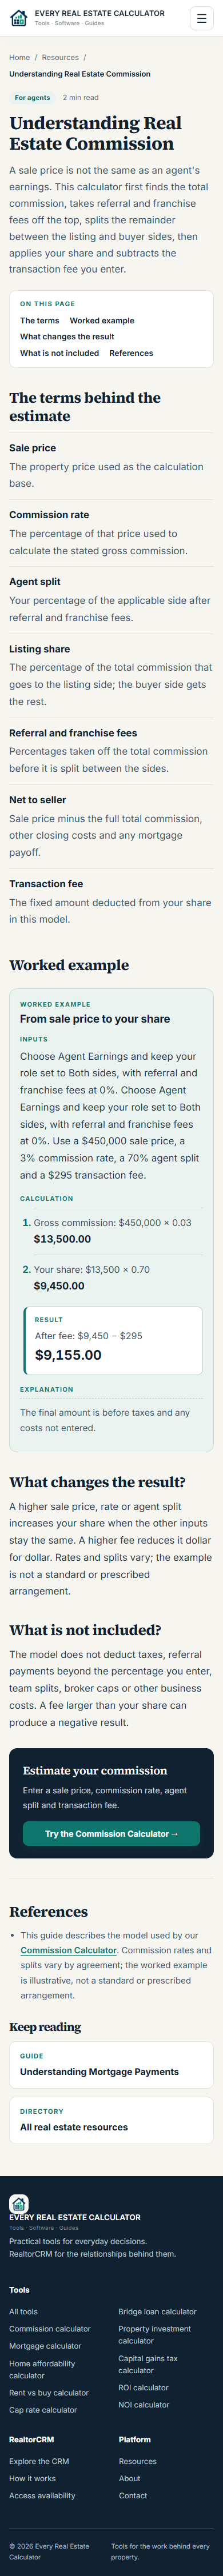 EVERY REAL ESTATE CALCULATOR
Tools · Software · Guides
Home / Resources /
Understanding Real Estate Commission
For agents 2 min read
Understanding Real
Estate Commission
A sale price is not the same as an agent's
earnings. This calculator first finds the total
commission, takes referral and franchise
fees off the top, splits the remainder
between the listing and buyer sides, then
applies your share and subtracts the
transaction fee you enter.
ON THIS PAGE
The terms Worked example
What changes the result
What is not included References
The terms behind the
estimate
Sale price
The property price used as the calculation
base.
Commission rate
The percentage of that price used to
calculate the stated gross commission.
Agent split
Your percentage of the applicable side after
referral and franchise fees.
Listing share
The percentage of the total commission that
goes to the listing side; the buyer side gets
the rest.
Referral and franchise fees
Percentages taken off the total commission
before it is split between the sides.
Net to seller
Sale price minus the full total commission,
other closing costs and any mortgage
payoff.
Transaction fee
The fixed amount deducted from your share
in this model.
Worked example
WORKED EXAMPLE
From sale price to your share
INPUTS
Choose Agent Earnings and keep your
role set to Both sides, with referral and
franchise fees at 0%. Choose Agent
Earnings and keep your role set to Both
sides, with referral and franchise fees
at 0%. Use a $450,000 sale price, a
3% commission rate, a 70% agent split
and a $295 transaction fee.
CALCULATION
1. Gross commission: $450,000 × 0.03
$13,500.00
2. Your share: $13,500 × 0.70
$9,450.00
RESULT
After fee: $9,450 − $295
$9,155.00
EXPLANATION
The final amount is before taxes and any
costs not entered.
What changes the result?
A higher sale price, rate or agent split
increases your share when the other inputs
stay the same. A higher fee reduces it dollar
for dollar. Rates and splits vary; the example
is not a standard or prescribed
arrangement.
What is not included?
The model does not deduct taxes, referral
payments beyond the percentage you enter,
team splits, broker caps or other business
costs. A fee larger than your share can
produce a negative result.
Estimate your commission
Enter a sale price, commission rate, agent
split and transaction fee.
Try the Commission Calculator →
References
• This guide describes the model used by our
Commission Calculator. Commission rates and
splits vary by agreement; the worked example
is illustrative, not a standard or prescribed
arrangement.
Keep reading
GUIDE
Understanding Mortgage Payments
DIRECTORY
All real estate resources
EVERY REAL ESTATE CALCULATOR
Tools · Software · Guides
Practical tools for everyday decisions.
RealtorCRM for the relationships behind them.
Tools
All tools
Commission calculator
Mortgage calculator
Home affordability
calculator
Rent vs buy calculator
Cap rate calculator
Bridge loan calculator
Property investment
calculator
Capital gains tax
calculator
ROI calculator
NOI calculator
RealtorCRM
Explore the CRM
How it works
Access availability
Platform
Resources
About
Contact
© 2026 Every Real Estate
Calculator
Tools for the work behind every
property.